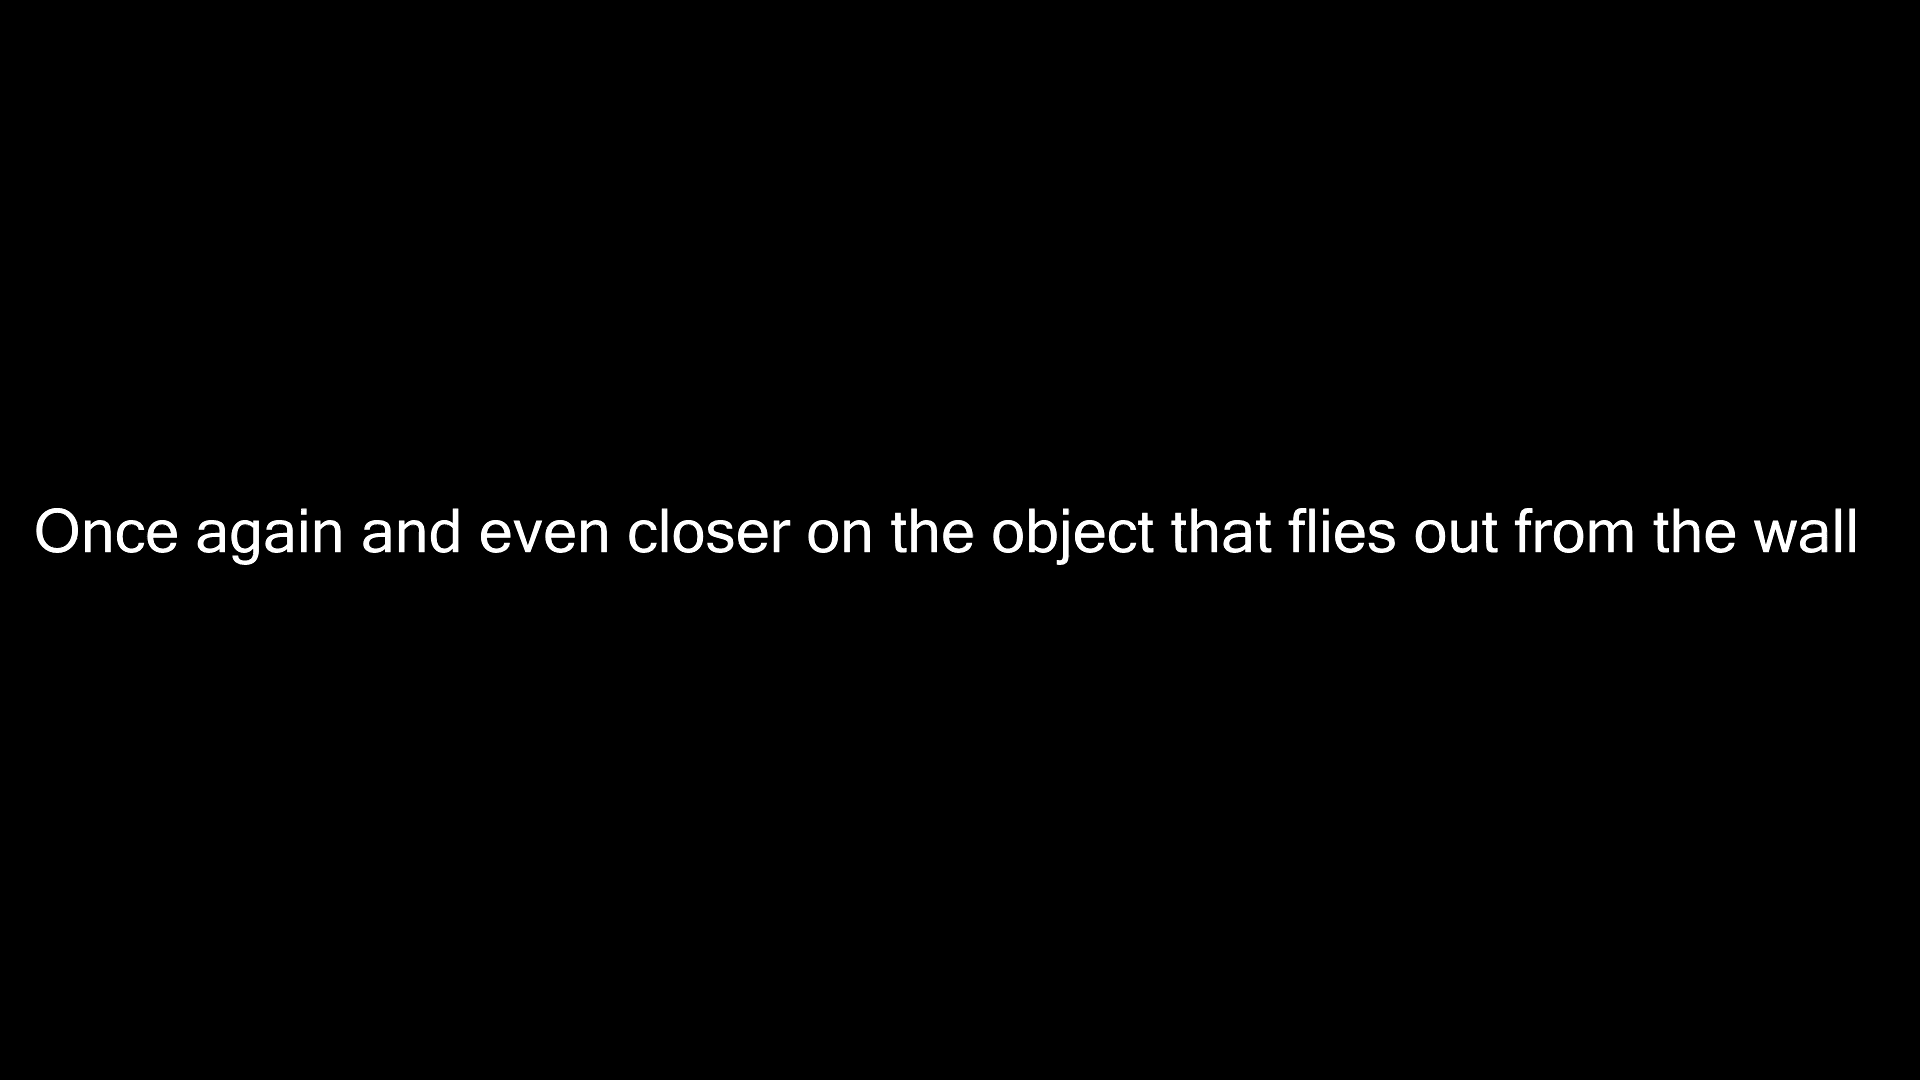 Once again and even closer on the object that flies out from the wall